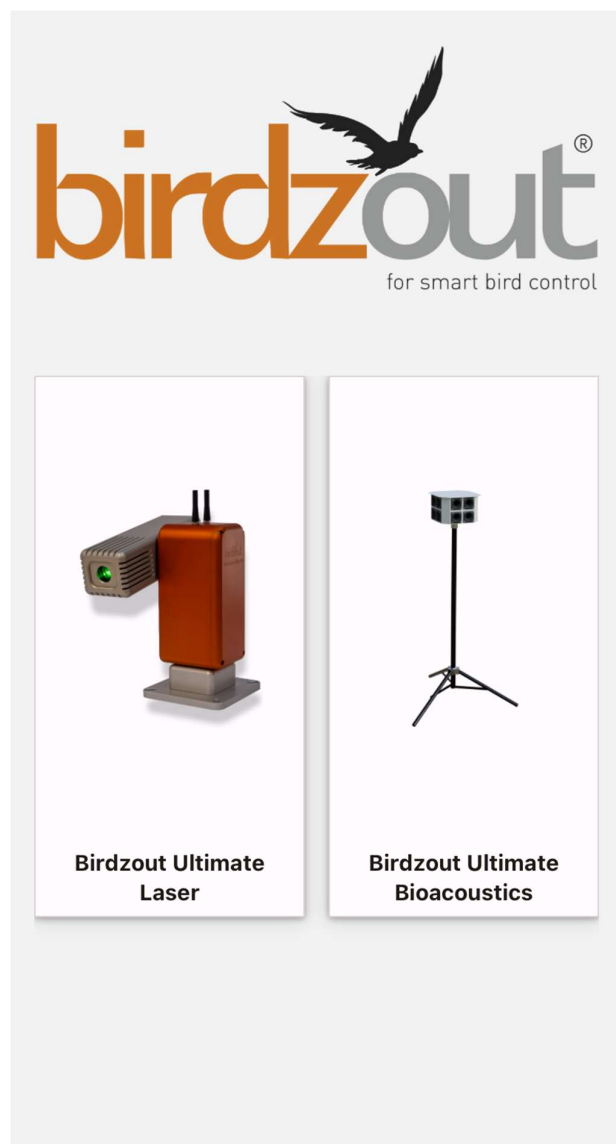 birdzout®
for smart bird control
Birdzout Ultimate
Laser
Birdzout Ultimate
Bioacoustics